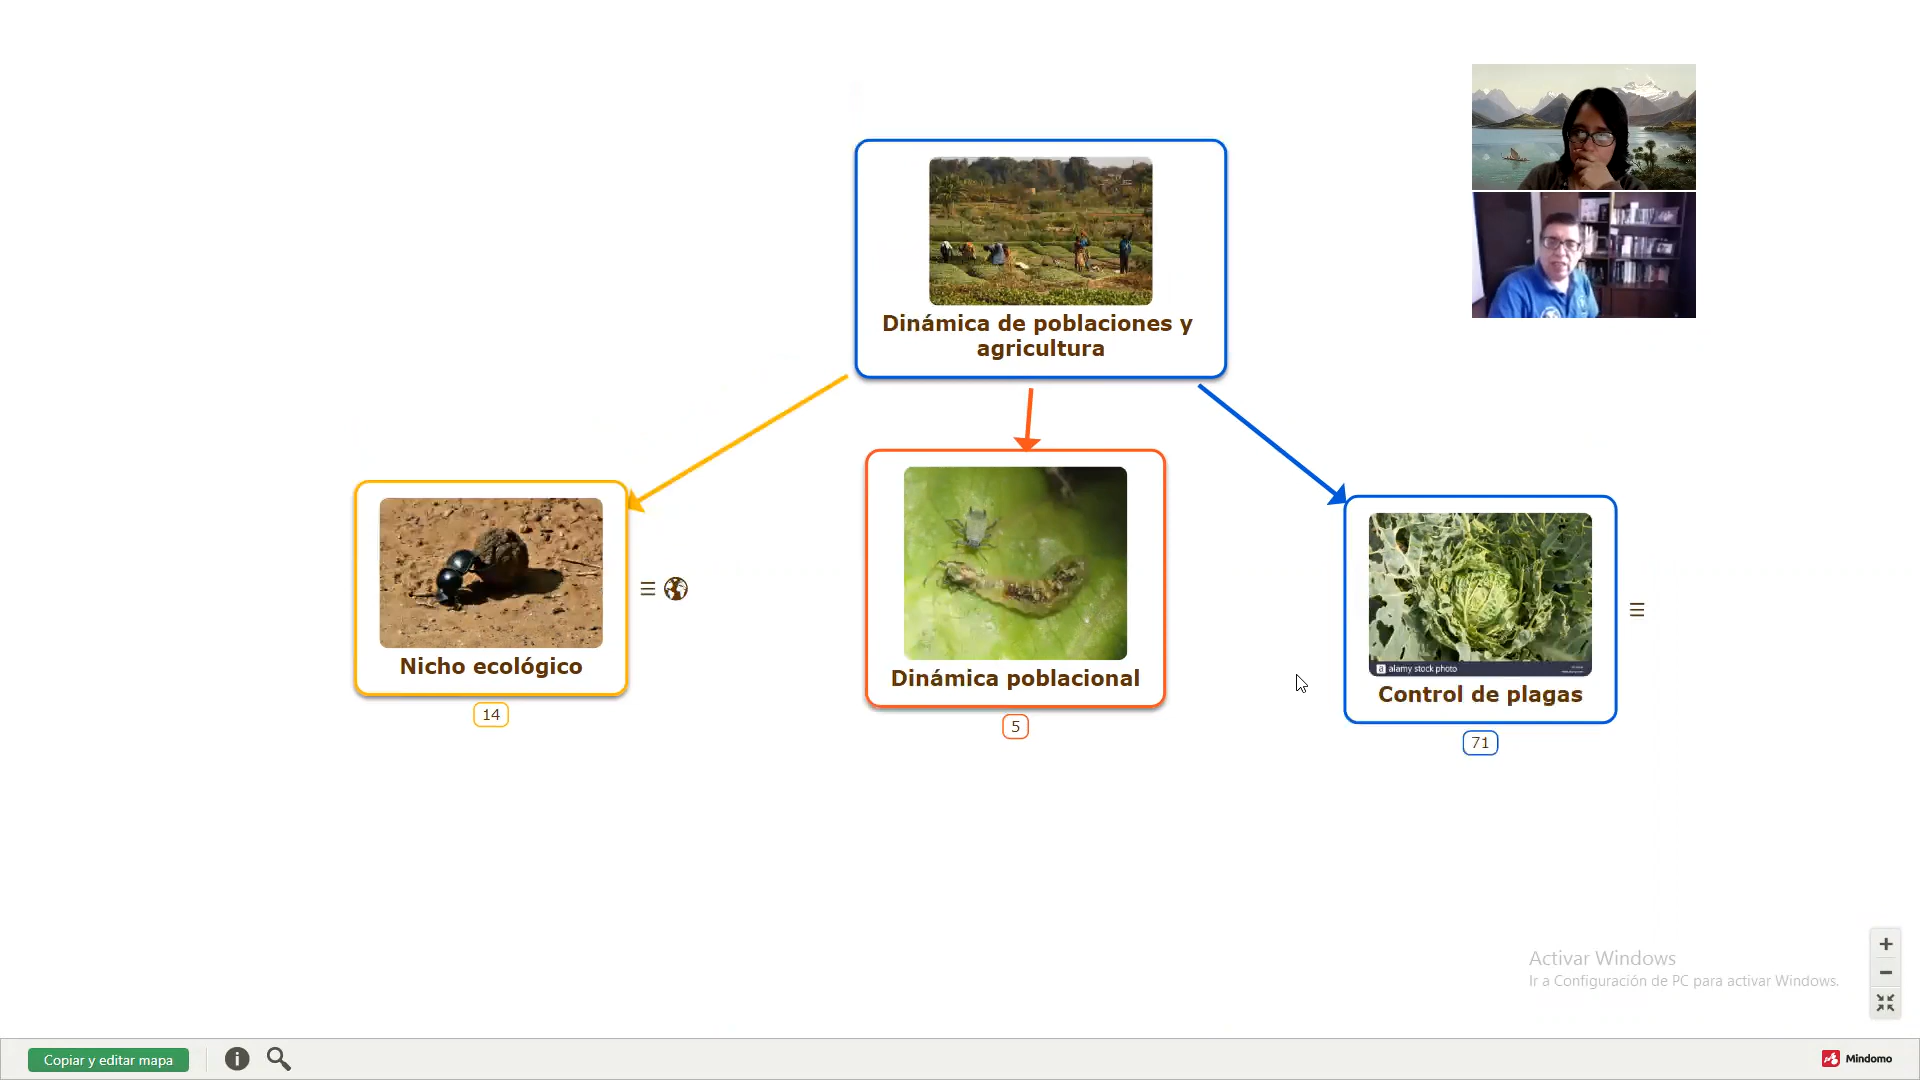 Dinámica de poblaciones y
agricultura
Nicho ecológico
14
Dinámica poblacional
5
alamy stock photo
Control de plagas
71
Activar Windows
Ir a Configuración de PC para activar Windows.
Copiar y editar mapa
Mindomo